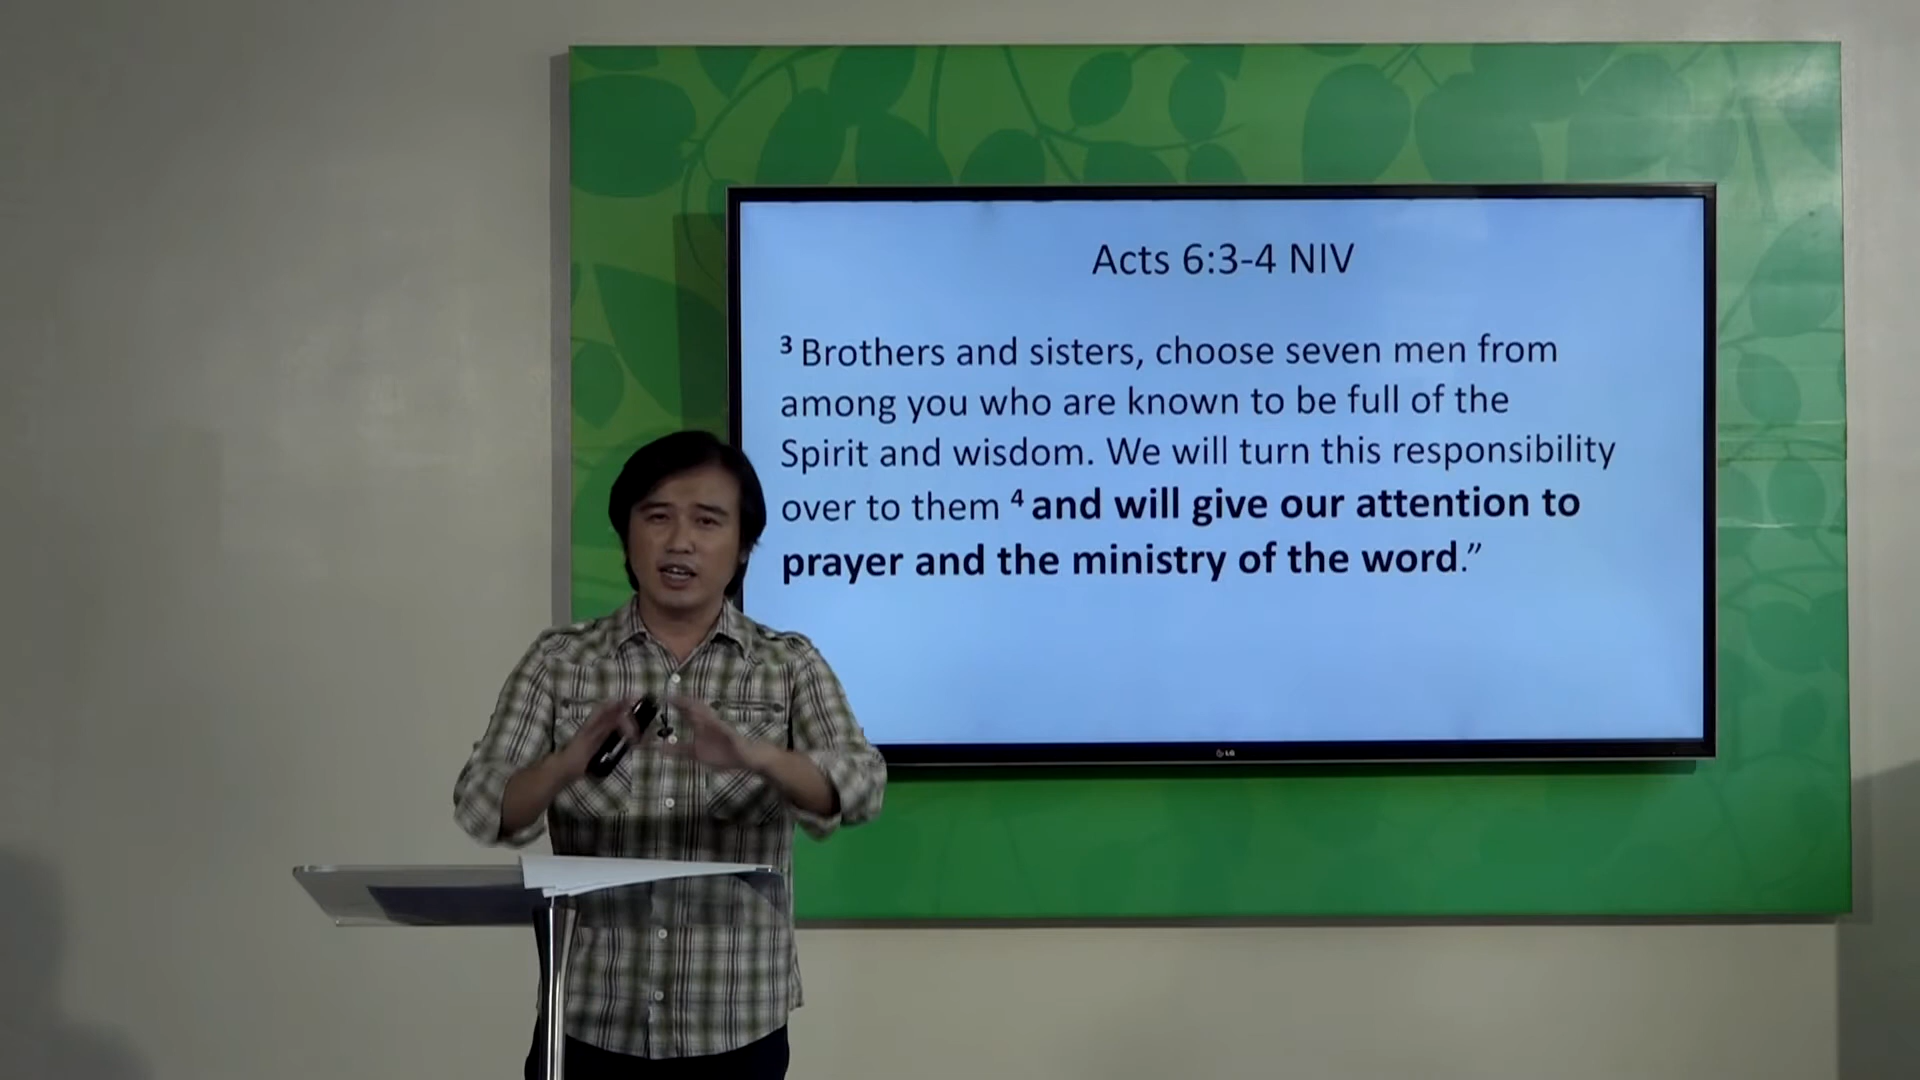 Acts 6:3-4 NIV
³ Brothers and sisters, choose seven men from
among you who are known to be full of the
Spirit and wisdom. We will turn this responsibility
over to them ⁴ and will give our attention to
prayer and the ministry of the word.”
LG